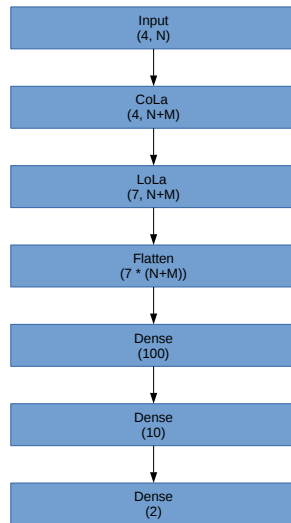 Input
(4, N)
CoLa
(4, N+M)
LoLa
(7, N+M)
Flatten
(7 * (N+M))
Dense
(100)
Dense
(10)
Dense
(2)